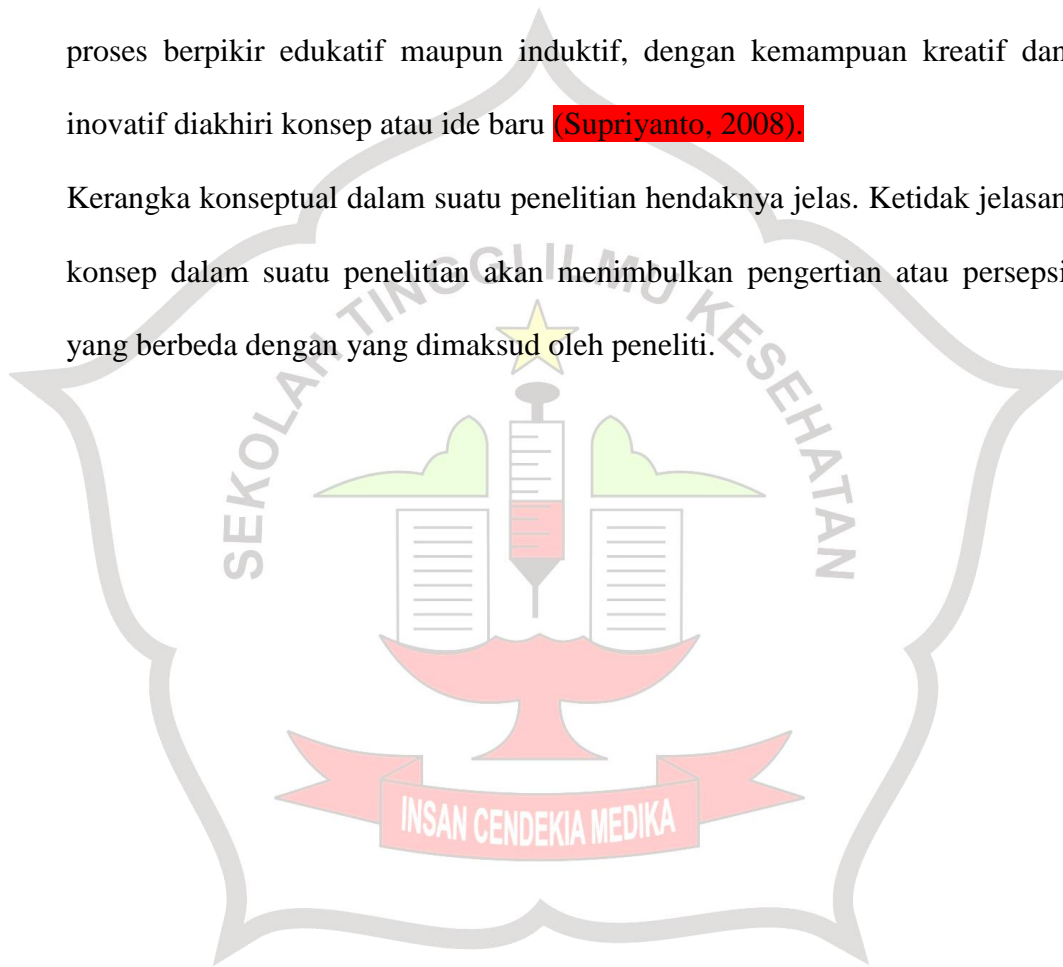 proses berpikir edukatif maupun induktif, dengan kemampuan kreatif dan
inovatif diakhiri konsep atau ide baru (Supriyanto, 2008).
Kerangka konseptual dalam suatu penelitian hendaknya jelas. Ketidak jelasan
konsep dalam suatu penelitian akan menimbulkan pengertian atau persepsi
yang berbeda dengan yang dimaksud oleh peneliti.
SEKOLAH TINGGI ILMU KESEHATAN
INSAN CENDEKIA MEDIKA